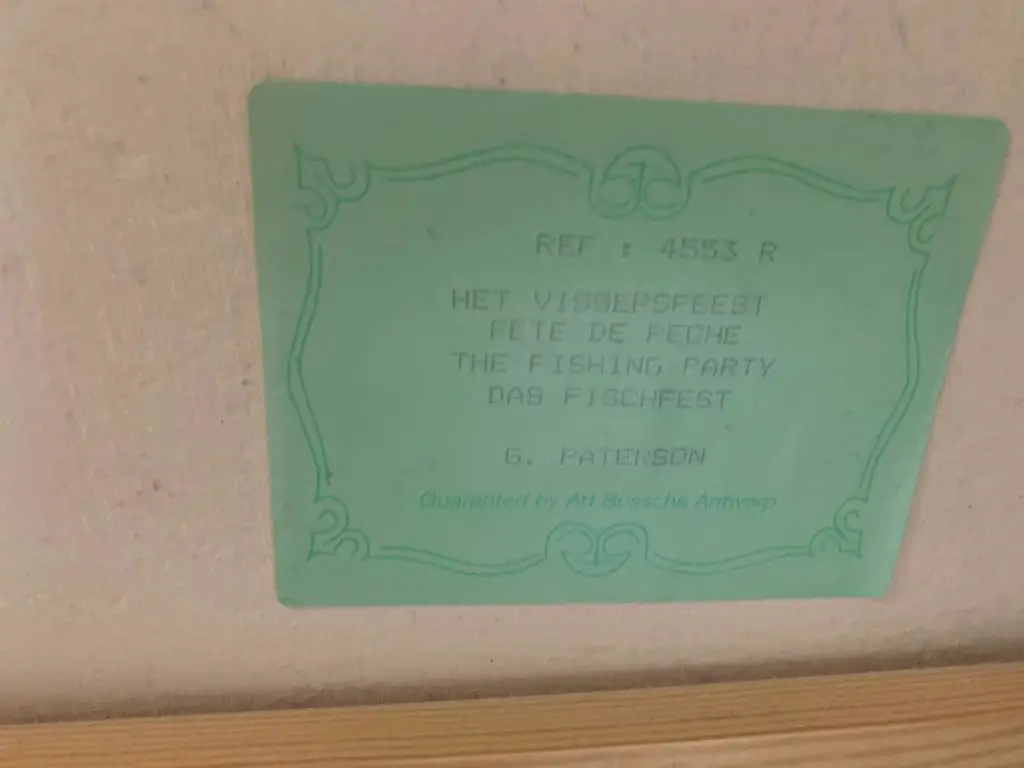 REF : 4553 R
HET VISSERSFEEST
FETE DE PECHE
THE FISHING PARTY
DAS FISCHFEST
G. PATERSON
Guaranted by Art Bussche Antwerp